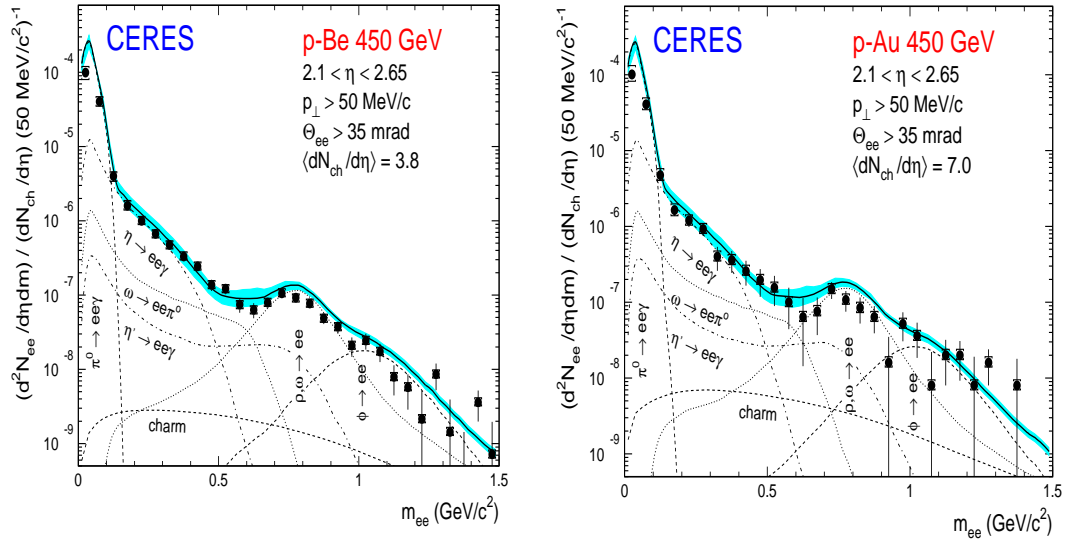 CERES
p-Be 450 GeV
2.1 < η < 2.65
p⊥ > 50 MeV/c
Θee > 35 mrad
⟨dNch/dη⟩ = 3.8
(d²Nee/dηdm) / (dNch/dη) (50 MeV/c²)⁻¹
10⁻⁴
10⁻⁵
10⁻⁶
10⁻⁷
10⁻⁸
10⁻⁹
π⁰ → eeγ
η → eeγ
ω → eeπ⁰
η′ → eeγ
ρ,ω → ee
ϕ → ee
charm
0
0.5
1
1.5
mee (GeV/c²)
CERES
p-Au 450 GeV
2.1 < η < 2.65
p⊥ > 50 MeV/c
Θee > 35 mrad
⟨dNch/dη⟩ = 7.0
(d²Nee/dηdm) / (dNch/dη) (50 MeV/c²)⁻¹
10⁻⁴
10⁻⁵
10⁻⁶
10⁻⁷
10⁻⁸
10⁻⁹
π⁰ → eeγ
η → eeγ
ω → eeπ⁰
η′ → eeγ
ρ,ω → ee
ϕ → ee
charm
0
0.5
1
1.5
mee (GeV/c²)